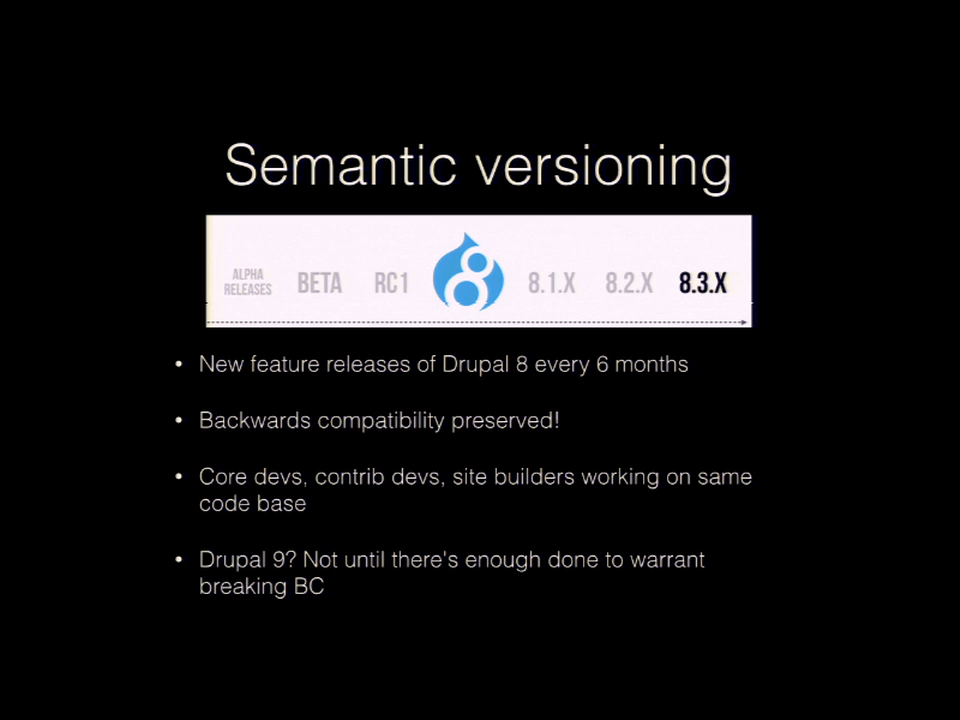 Semantic versioning
ALPHA
RELEASES
BETA
RC1
8
8.1.X
8.2.X
8.3.X
• New feature releases of Drupal 8 every 6 months
• Backwards compatibility preserved!
• Core devs, contrib devs, site builders working on same
code base
• Drupal 9? Not until there's enough done to warrant
breaking BC